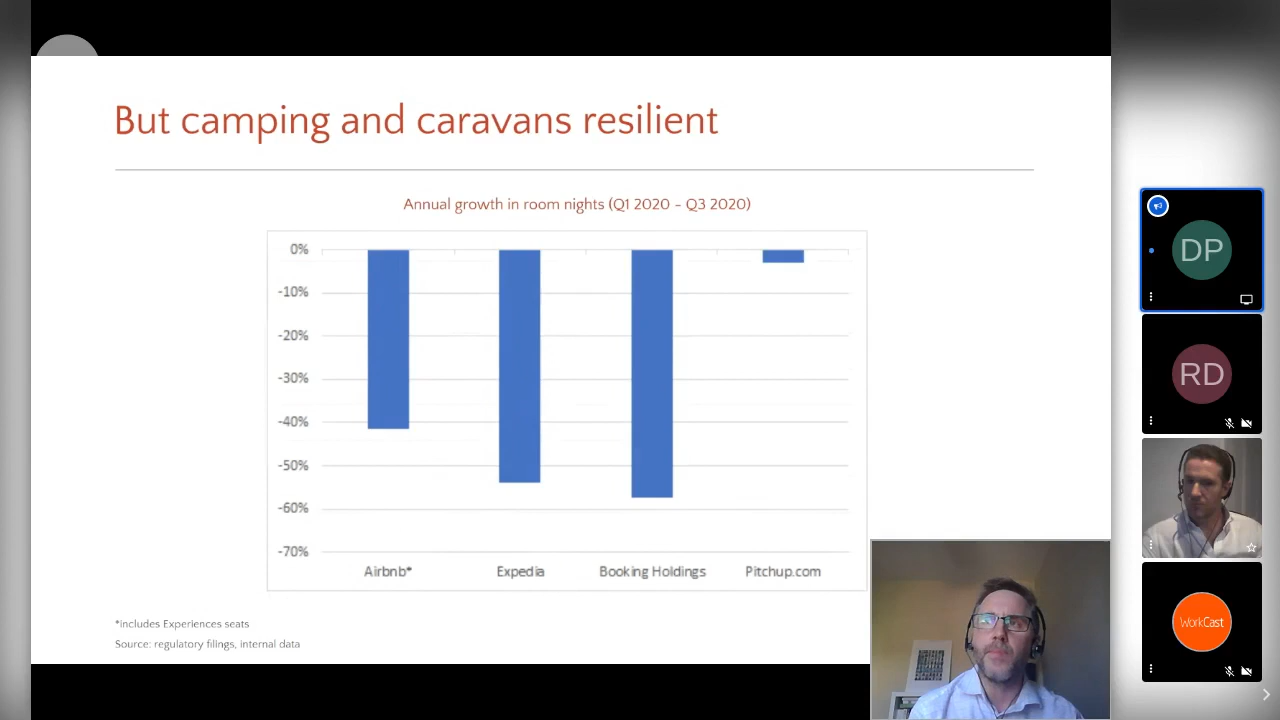 But camping and caravans resilient
Annual growth in room nights (Q1 2020 - Q3 2020)
0%
-10%
-20%
-30%
-40%
-50%
-60%
-70%
Airbnb* Expedia Booking Holdings Pitchup.com
*includes Experiences seats
Source: regulatory filings, internal data
DP
RD
WorkCast